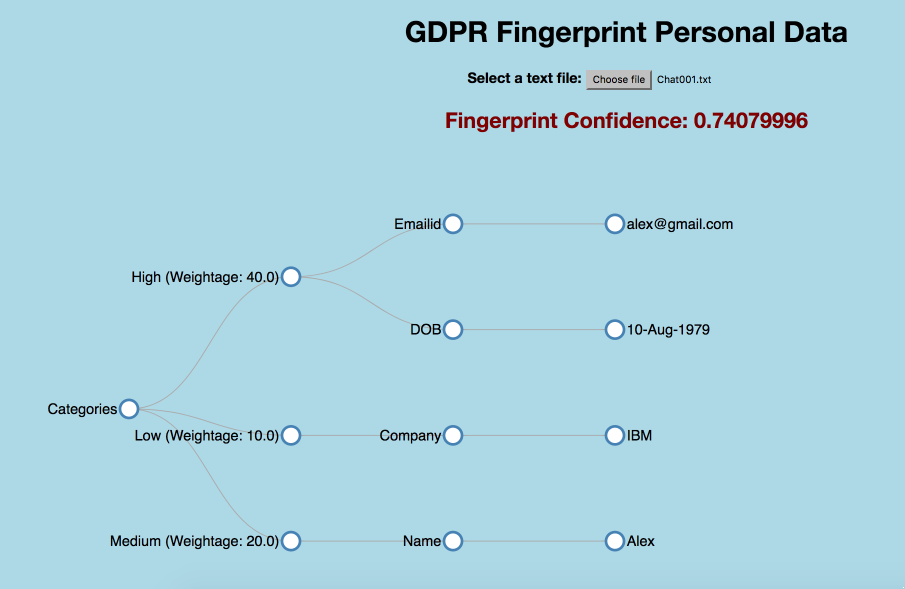 GDPR Fingerprint Personal Data
Select a text file: Choose file Chat001.txt
Fingerprint Confidence: 0.74079996
Emailid alex@gmail.com
High (Weightage: 40.0)
DOB 10-Aug-1979
Categories
Low (Weightage: 10.0) Company IBM
Medium (Weightage: 20.0) Name Alex